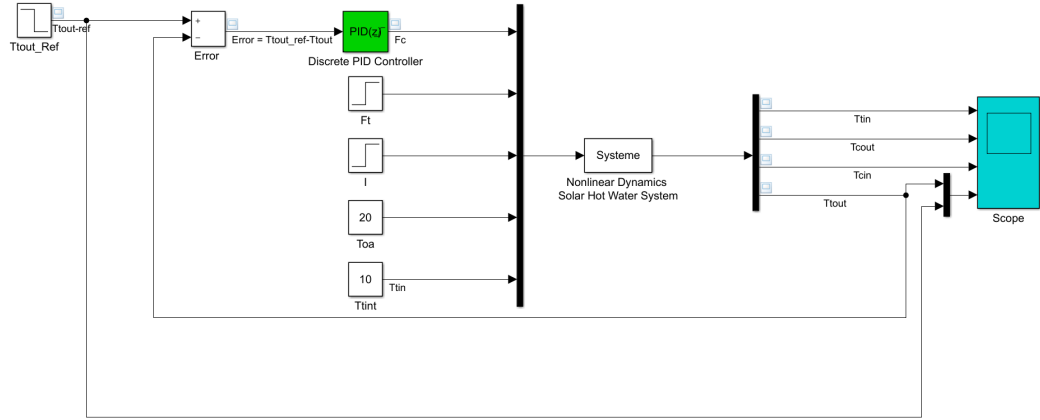 Ttout-ref
Ttout_Ref
+
−
Error
Error = Ttout_ref-Ttout
PID(z)
Fc
Discrete PID Controller
Ft
I
20
Toa
10
Ttin
Ttint
Systeme
Nonlinear Dynamics
Solar Hot Water System
Ttin
Tcout
Tcin
Ttout
Scope